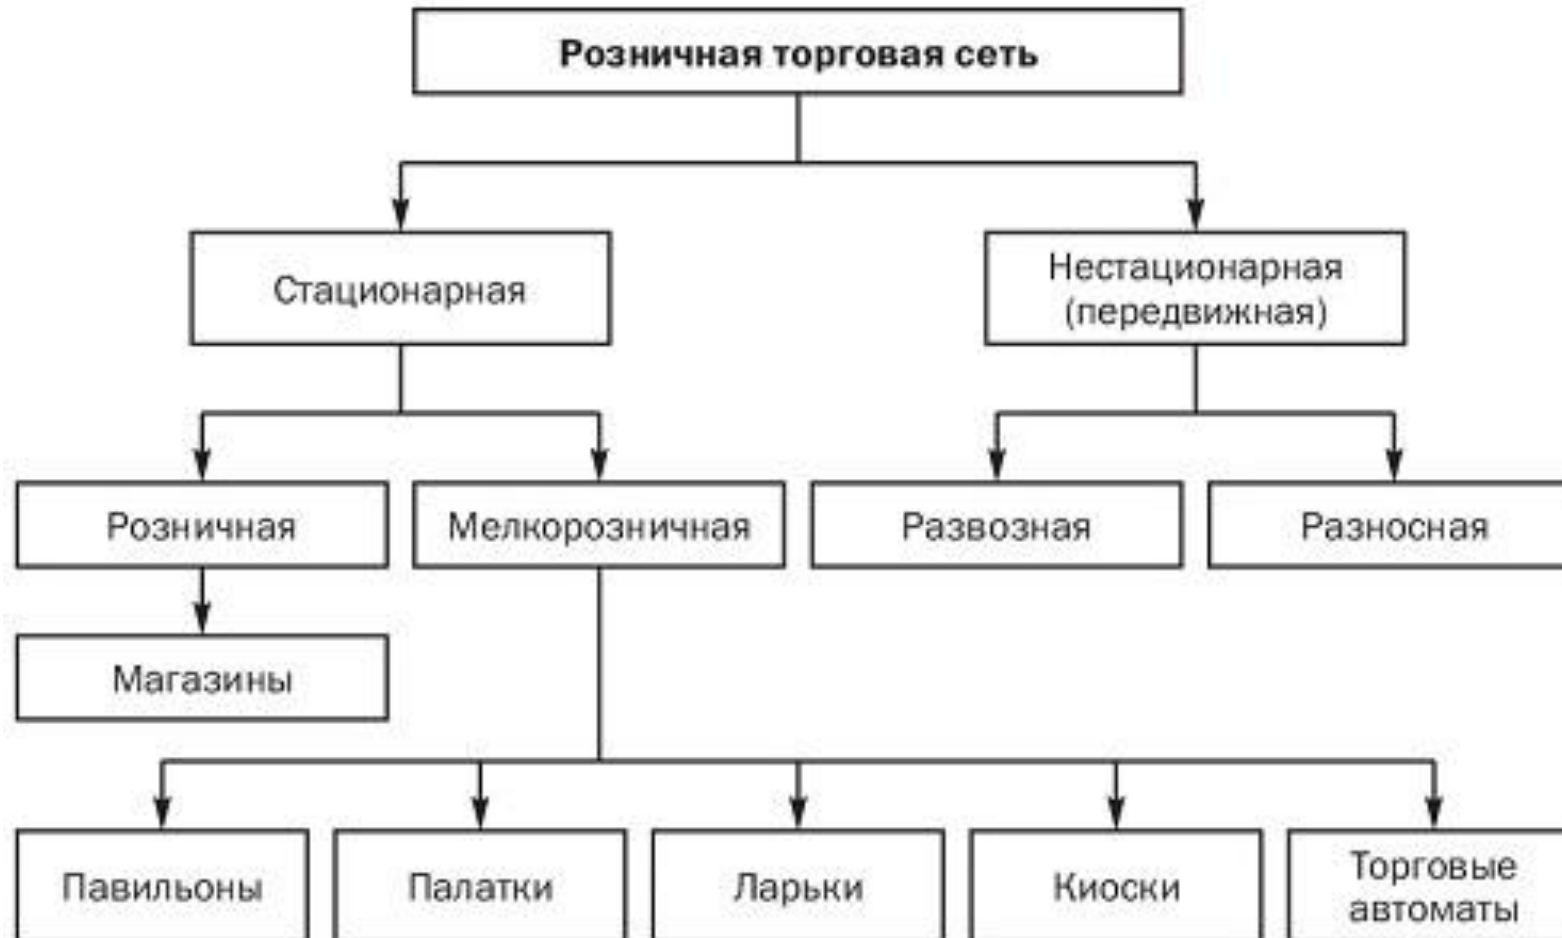 Розничная торговая сеть
Стационарная
Нестационарная
(передвижная)
Розничная
Мелкорозничная
Развозная
Разносная
Магазины
Павильоны
Палатки
Ларьки
Киоски
Торговые
автоматы